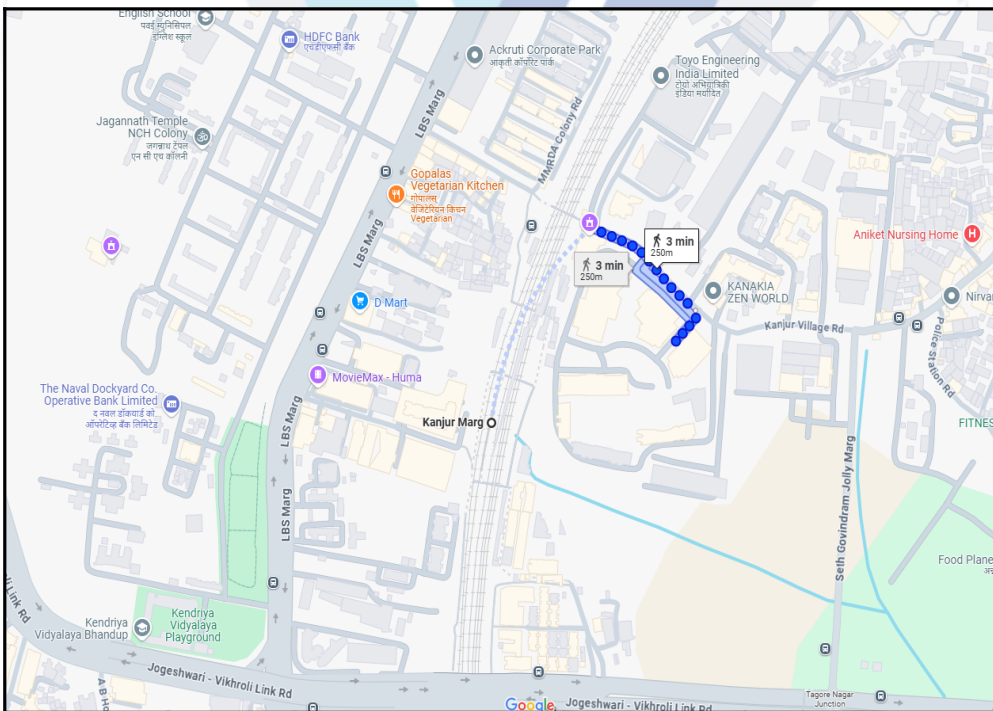 English School
पवई म्युनिसिपल
इंग्लिश स्कूल
HDFC Bank
एचडीएफसी बैंक
Ackruti Corporate Park
आकृती कॉर्पोरेट पार्क
Toyo Engineering
India Limited
टोयो अभियांत्रिकी
इंडिया मर्यादित
Jagannath Temple
NCH Colony
जगन्नाथ टेंपल
एन सी एच कॉलनी
LBS Marg
MMRDA Colony Rd
Gopalas
Vegetarian Kitchen
गोपालस्
वेजिटेरियन किचन
Vegetarian
LBS Marg
3 min
250m
3 min
250m
Aniket Nursing Home
KANAKIA
ZEN WORLD
Nirvan
D Mart
Kanjur Village Rd
Police Station Rd
MovieMax - Huma
The Naval Dockyard Co.
Operative Bank Limited
द नवल डॉकयार्ड को.
ऑपरेटिव्ह बँक लिमिटेड
LBS Marg
Kanjur Marg
FITNES
LBS Marg
Seth Govindram Jolly Marg
Food Plane
Link Rd
Kendriya
Vidyalaya Bhandup
Kendriya
Vidyalaya
Playground
Jogeshwari - Vikhroli Link Rd
A B Ho
Google
Jogeshwari - Vikhroli Link Rd
Tagore Nagar
Junction